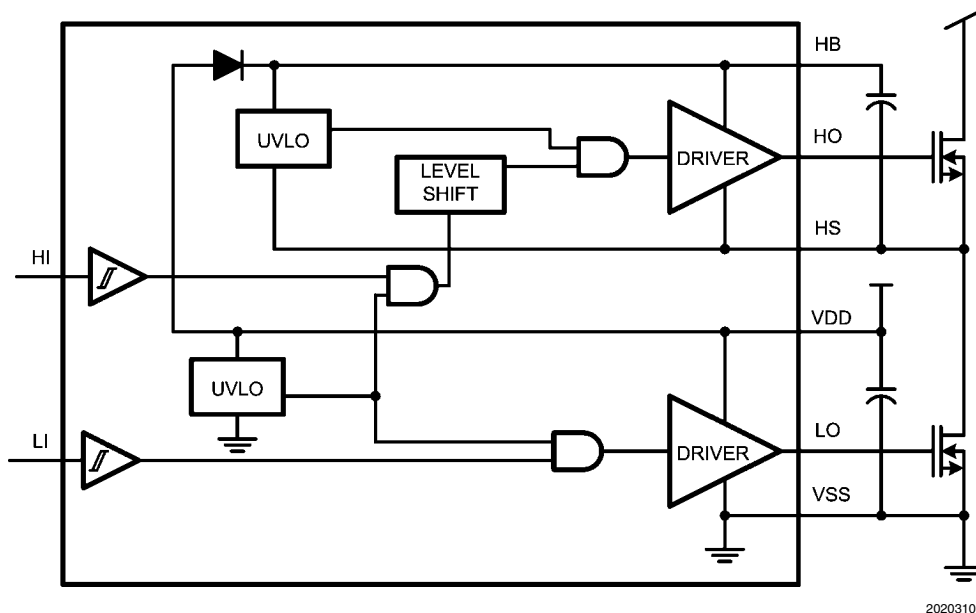 HB
UVLO
DRIVER
HO
LEVEL
SHIFT
HS
HI
VDD
UVLO
LI
DRIVER
LO
VSS
2020310